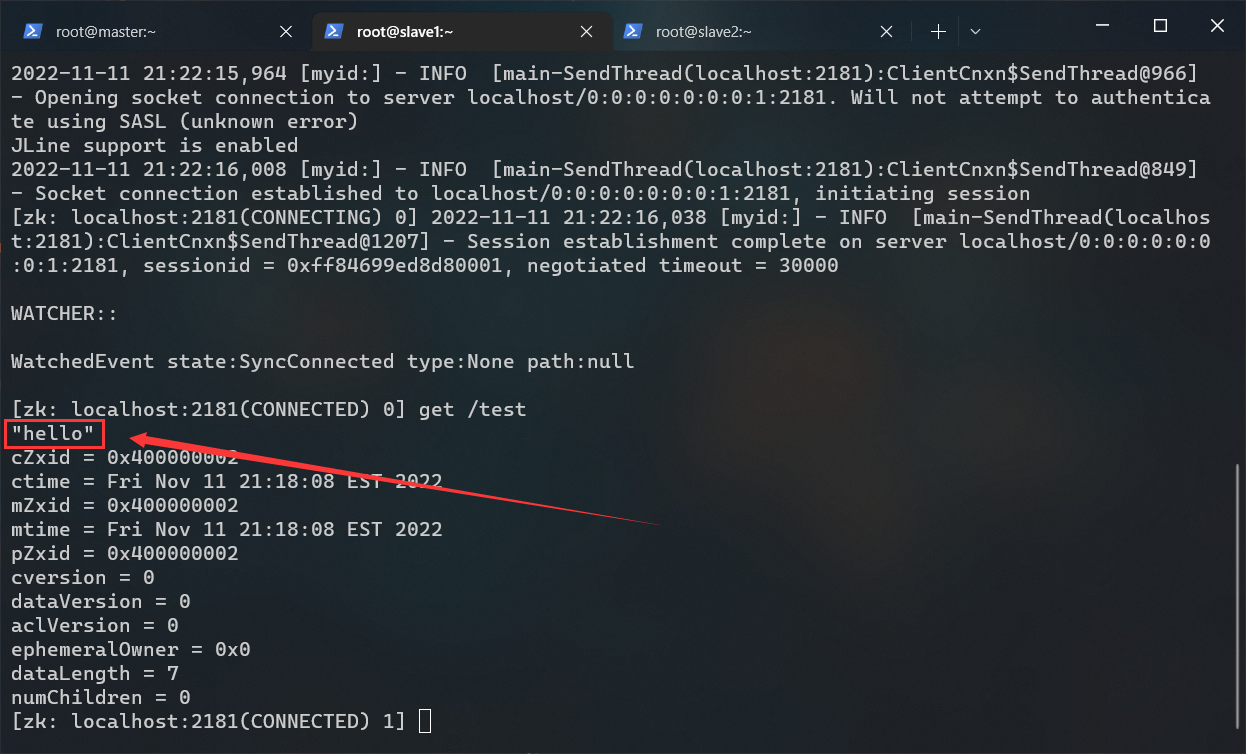 root@master:~
root@slave1:~
root@slave2:~
2022-11-11 21:22:15,964 [myid:] - INFO  [main-SendThread(localhost:2181):ClientCnxn$SendThread@966]
- Opening socket connection to server localhost/0:0:0:0:0:0:0:1:2181. Will not attempt to authentica
te using SASL (unknown error)
JLine support is enabled
2022-11-11 21:22:16,008 [myid:] - INFO  [main-SendThread(localhost:2181):ClientCnxn$SendThread@849]
- Socket connection established to localhost/0:0:0:0:0:0:0:1:2181, initiating session
[zk: localhost:2181(CONNECTING) 0] 2022-11-11 21:22:16,038 [myid:] - INFO  [main-SendThread(localhos
t:2181):ClientCnxn$SendThread@1207] - Session establishment complete on server localhost/0:0:0:0:0:0
:0:1:2181, sessionid = 0xff84699ed8d80001, negotiated timeout = 30000
WATCHER::
WatchedEvent state:SyncConnected type:None path:null
[zk: localhost:2181(CONNECTED) 0] get /test
"hello"
cZxid = 0x400000002
ctime = Fri Nov 11 21:18:08 EST 2022
mZxid = 0x400000002
mtime = Fri Nov 11 21:18:08 EST 2022
pZxid = 0x400000002
cversion = 0
dataVersion = 0
aclVersion = 0
ephemeralOwner = 0x0
dataLength = 7
numChildren = 0
[zk: localhost:2181(CONNECTED) 1]